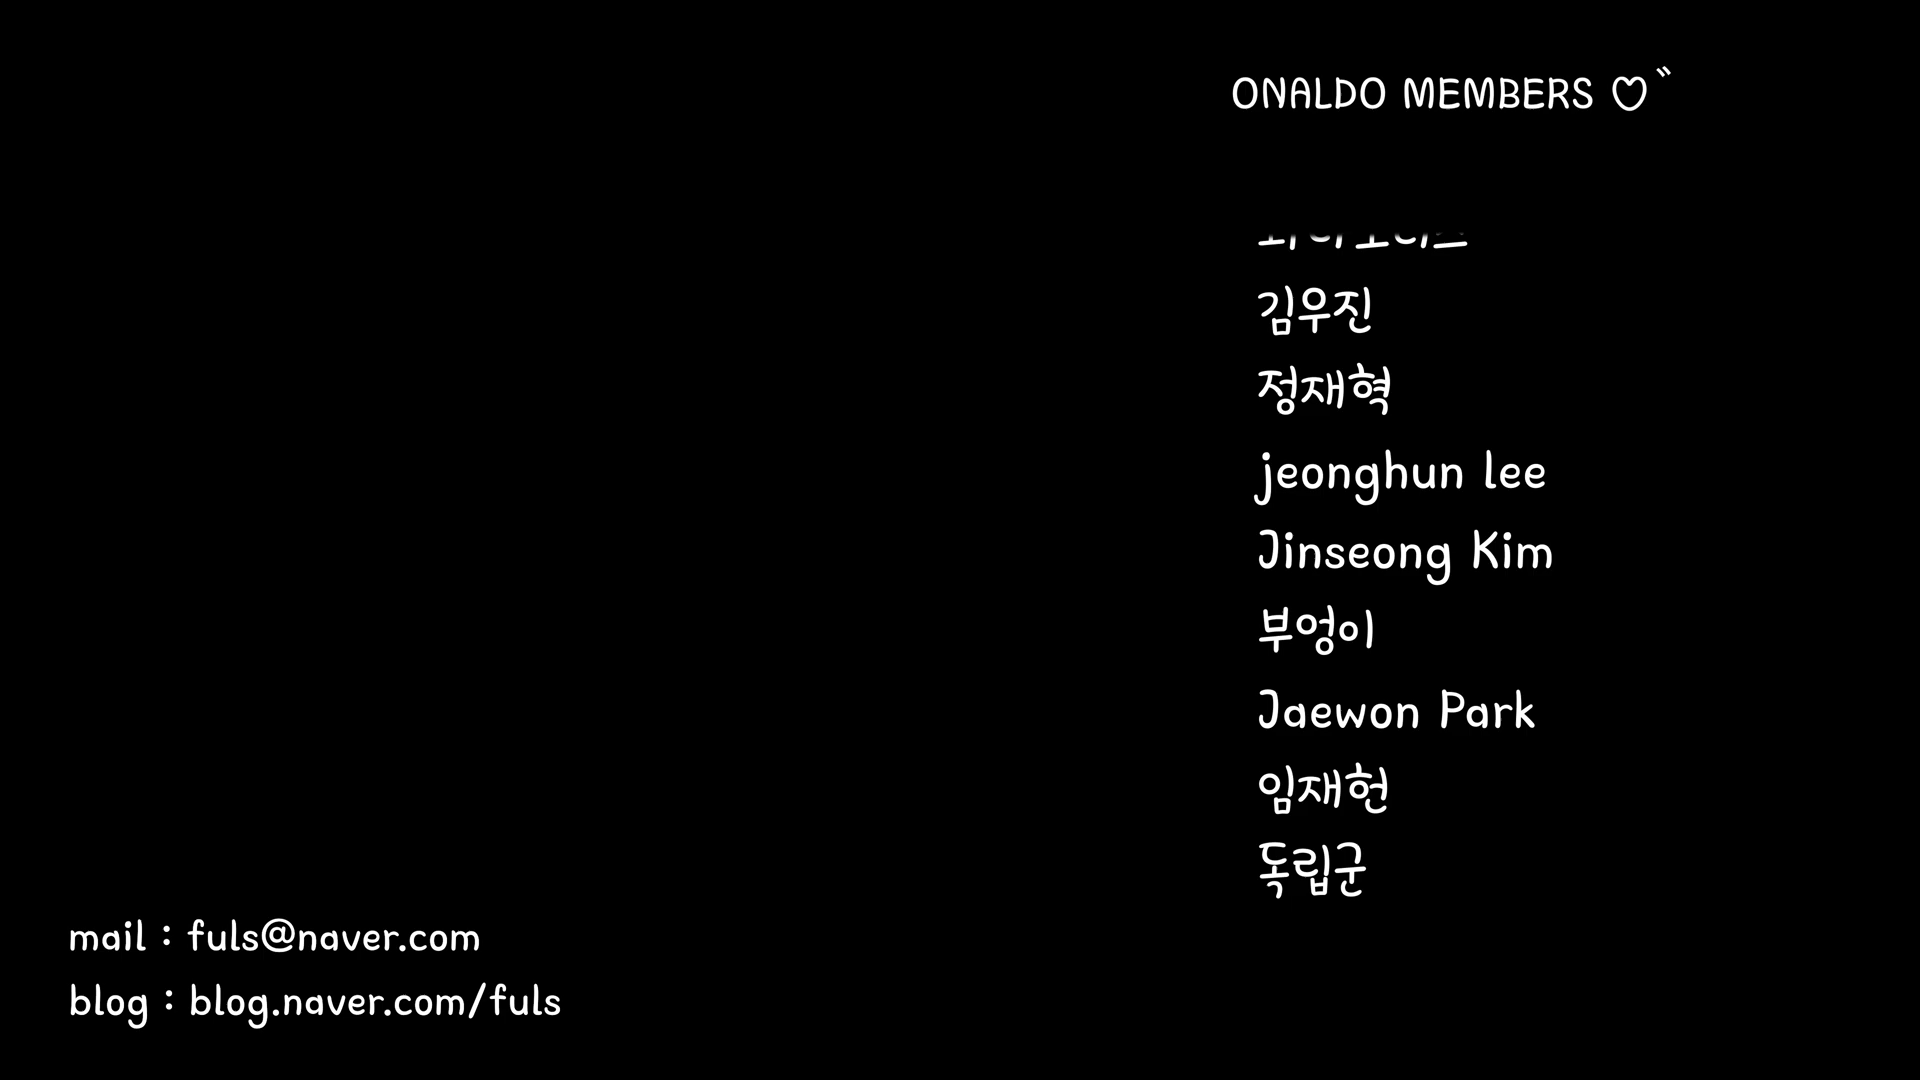 ONALDO MEMBERS ♡〃
김우진
정재혁
jeonghun lee
Jinseong Kim
부엉이
Jaewon Park
임재헌
독립군
mail : fuls@naver.com
blog : blog.naver.com/fuls